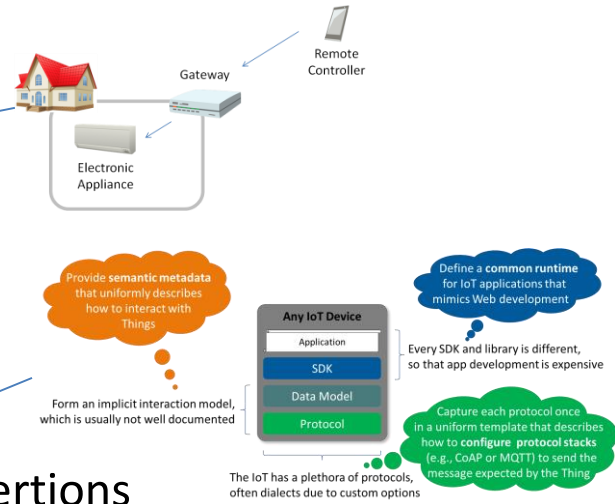 Remote
Controller
Gateway
Electronic
Appliance
Provide semantic metadata
that uniformly describes
how to interact with
Things
Define a common runtime
for IoT applications that
mimics Web development
Any IoT Device
Application
SDK
Data Model
Protocol
Every SDK and library is different,
so that app development is expensive
Form an implicit interaction model,
which is usually not well documented
Capture each protocol once
in a uniform template that describes
how to configure protocol stacks
(e.g., CoAP or MQTT) to send the
message expected by the Thing
The IoT has a plethora of protocols,
often dialects due to custom options
ertions